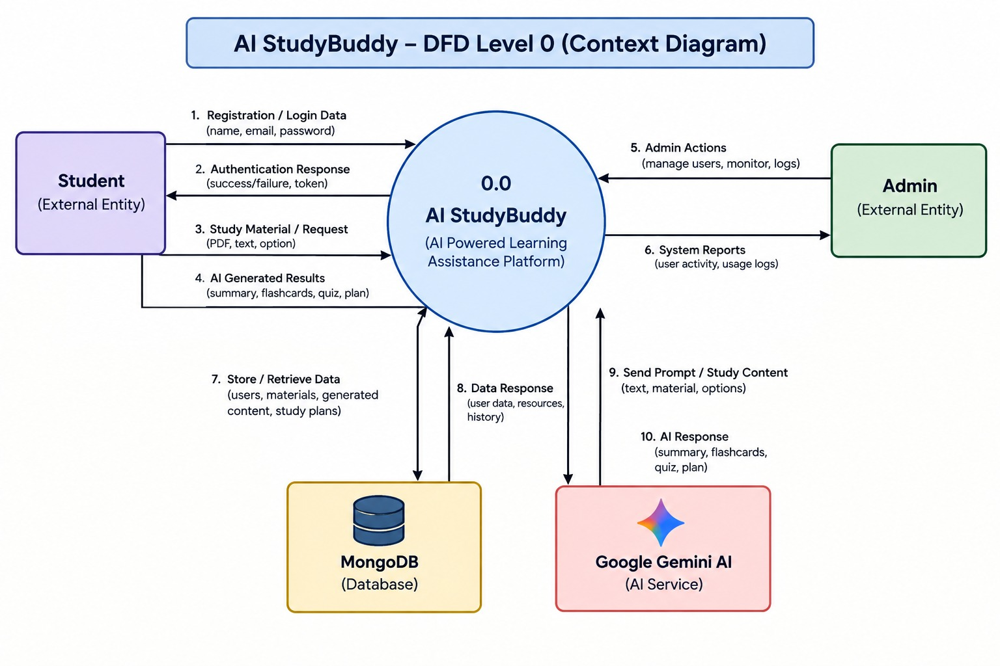 AI StudyBuddy – DFD Level 0 (Context Diagram)
1. Registration / Login Data
(name, email, password)
Student
(External Entity)
2. Authentication Response
(success/failure, token)
3. Study Material / Request
(PDF, text, option)
4. AI Generated Results
(summary, flashcards, quiz, plan)
0.0
AI StudyBuddy
(AI Powered Learning
Assistance Platform)
5. Admin Actions
(manage users, monitor, logs)
Admin
(External Entity)
6. System Reports
(user activity, usage logs)
7. Store / Retrieve Data
(users, materials, generated
content, study plans)
8. Data Response
(user data, resources,
history)
9. Send Prompt / Study Content
(text, material, options)
10. AI Response
(summary, flashcards,
quiz, plan)
MongoDB
(Database)
Google Gemini AI
(AI Service)